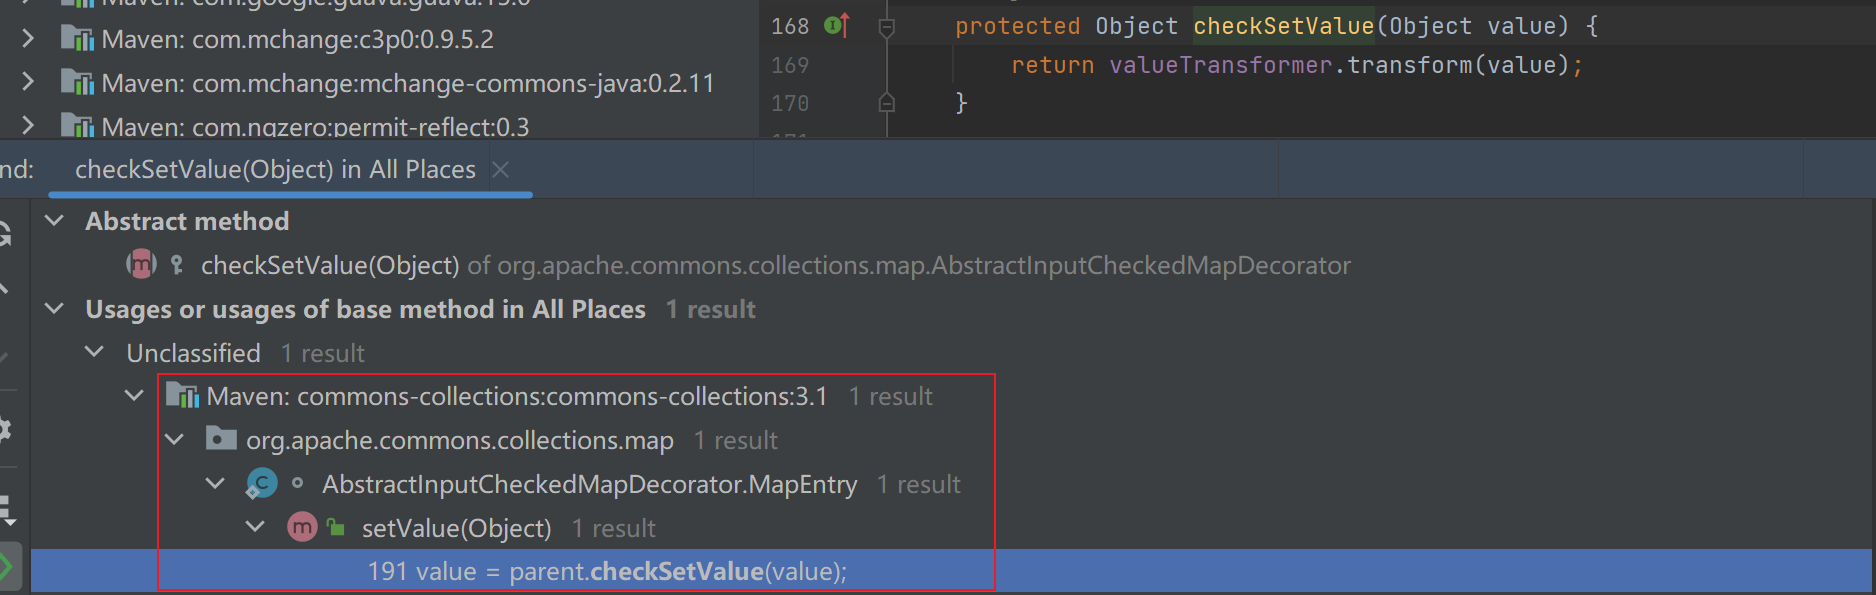 Maven: com.google.guava:guava:19.0
Maven: com.mchange:c3p0:0.9.5.2
Maven: com.mchange:mchange-commons-java:0.2.11
Maven: com.nqzero:permit-reflect:0.3
168 protected Object checkSetValue(Object value) {
169 return valueTransformer.transform(value);
170 }
171
nd: checkSetValue(Object) in All Places
Abstract method
checkSetValue(Object) of org.apache.commons.collections.map.AbstractInputCheckedMapDecorator
Usages or usages of base method in All Places 1 result
Unclassified 1 result
Maven: commons-collections:commons-collections:3.1 1 result
org.apache.commons.collections.map 1 result
AbstractInputCheckedMapDecorator.MapEntry 1 result
setValue(Object) 1 result
191 value = parent.checkSetValue(value);